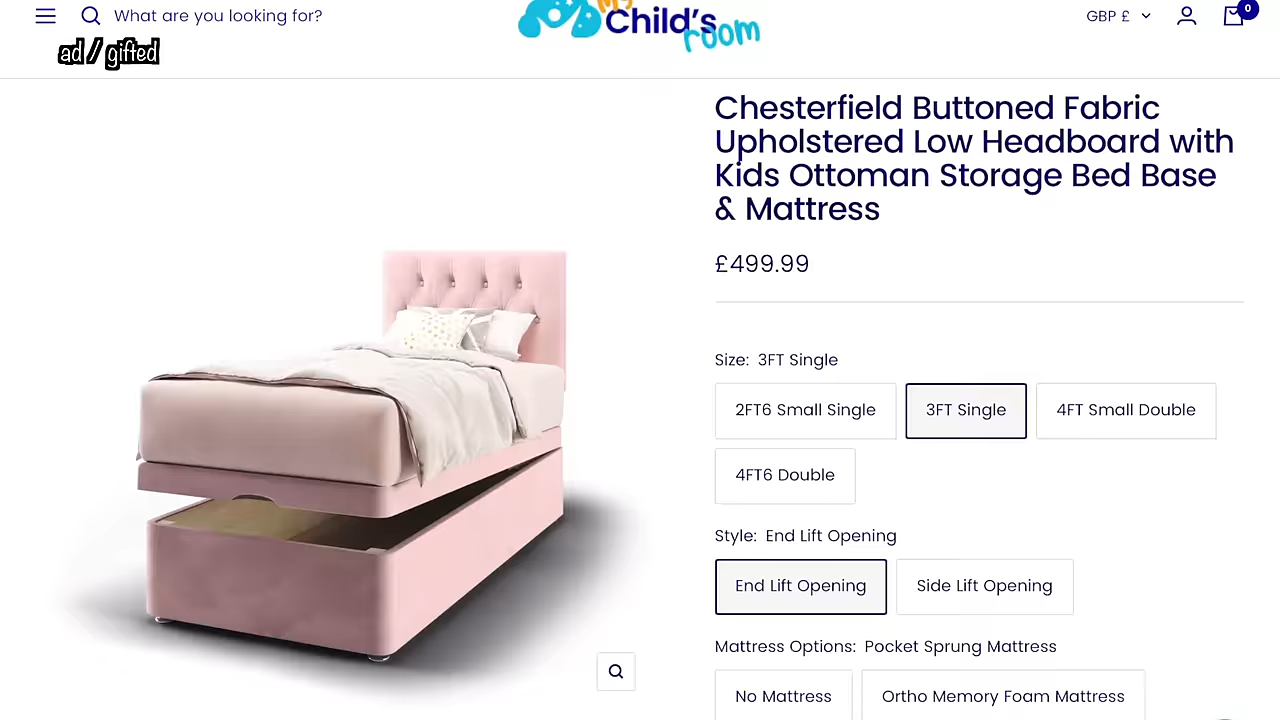 What are you looking for?
My
Child's
room
GBP £
0
ad / gifted
Chesterfield Buttoned Fabric
Upholstered Low Headboard with
Kids Ottoman Storage Bed Base
& Mattress
£499.99
Size: 3FT Single
2FT6 Small Single
3FT Single
4FT Small Double
4FT6 Double
Style: End Lift Opening
End Lift Opening
Side Lift Opening
Mattress Options: Pocket Sprung Mattress
No Mattress
Ortho Memory Foam Mattress